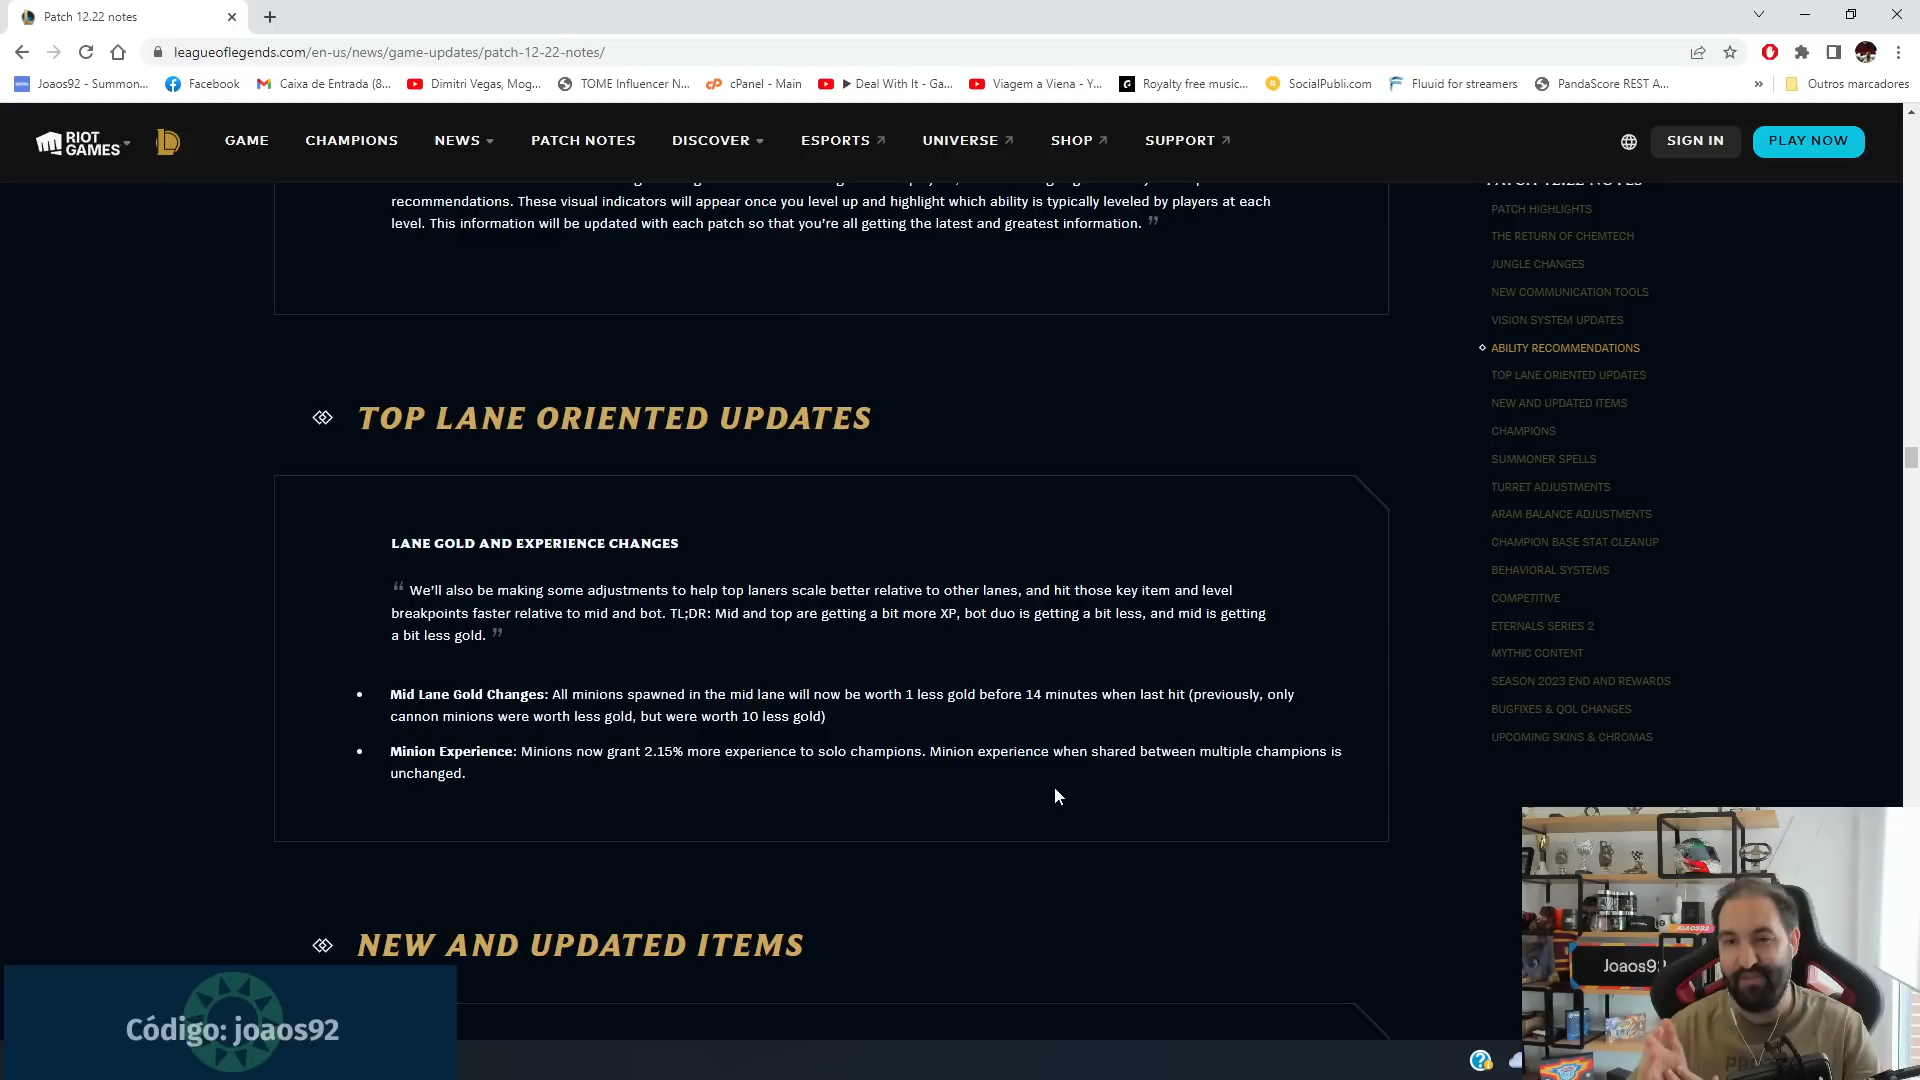 Patch 12.22 notes
leagueoflegends.com/en-us/news/game-updates/patch-12-22-notes/
Joaos92 - Summon... Facebook Caixa de Entrada (8... Dimitri Vegas, Mog... TOME Influencer N... cPanel - Main ▶ Deal With It - Ga... Viagem a Viena - Y... Royalty free music... SocialPubli.com Fluuid for streamers PandaScore REST A... » Outros marcadores
RIOT GAMES GAME CHAMPIONS NEWS PATCH NOTES DISCOVER ESPORTS UNIVERSE SHOP SUPPORT SIGN IN PLAY NOW
recommendations. These visual indicators will appear once you level up and highlight which ability is typically leveled by players at each
level. This information will be updated with each patch so that you're all getting the latest and greatest information. ”
TOP LANE ORIENTED UPDATES
LANE GOLD AND EXPERIENCE CHANGES
“ We'll also be making some adjustments to help top laners scale better relative to other lanes, and hit those key item and level
breakpoints faster relative to mid and bot. TL;DR: Mid and top are getting a bit more XP, bot duo is getting a bit less, and mid is getting
a bit less gold. ”
• Mid Lane Gold Changes: All minions spawned in the mid lane will now be worth 1 less gold before 14 minutes when last hit (previously, only
cannon minions were worth less gold, but were worth 10 less gold)
• Minion Experience: Minions now grant 2.15% more experience to solo champions. Minion experience when shared between multiple champions is
unchanged.
NEW AND UPDATED ITEMS
PATCH 12.22 NOTES
PATCH HIGHLIGHTS
THE RETURN OF CHEMTECH
JUNGLE CHANGES
NEW COMMUNICATION TOOLS
VISION SYSTEM UPDATES
ABILITY RECOMMENDATIONS
TOP LANE ORIENTED UPDATES
NEW AND UPDATED ITEMS
CHAMPIONS
SUMMONER SPELLS
TURRET ADJUSTMENTS
ARAM BALANCE ADJUSTMENTS
CHAMPION BASE STAT CLEANUP
BEHAVIORAL SYSTEMS
COMPETITIVE
ETERNALS SERIES 2
MYTHIC CONTENT
SEASON 2023 END AND REWARDS
BUGFIXES & QOL CHANGES
UPCOMING SKINS & CHROMAS
Código: joaos92
JOAOS92
Joaos92